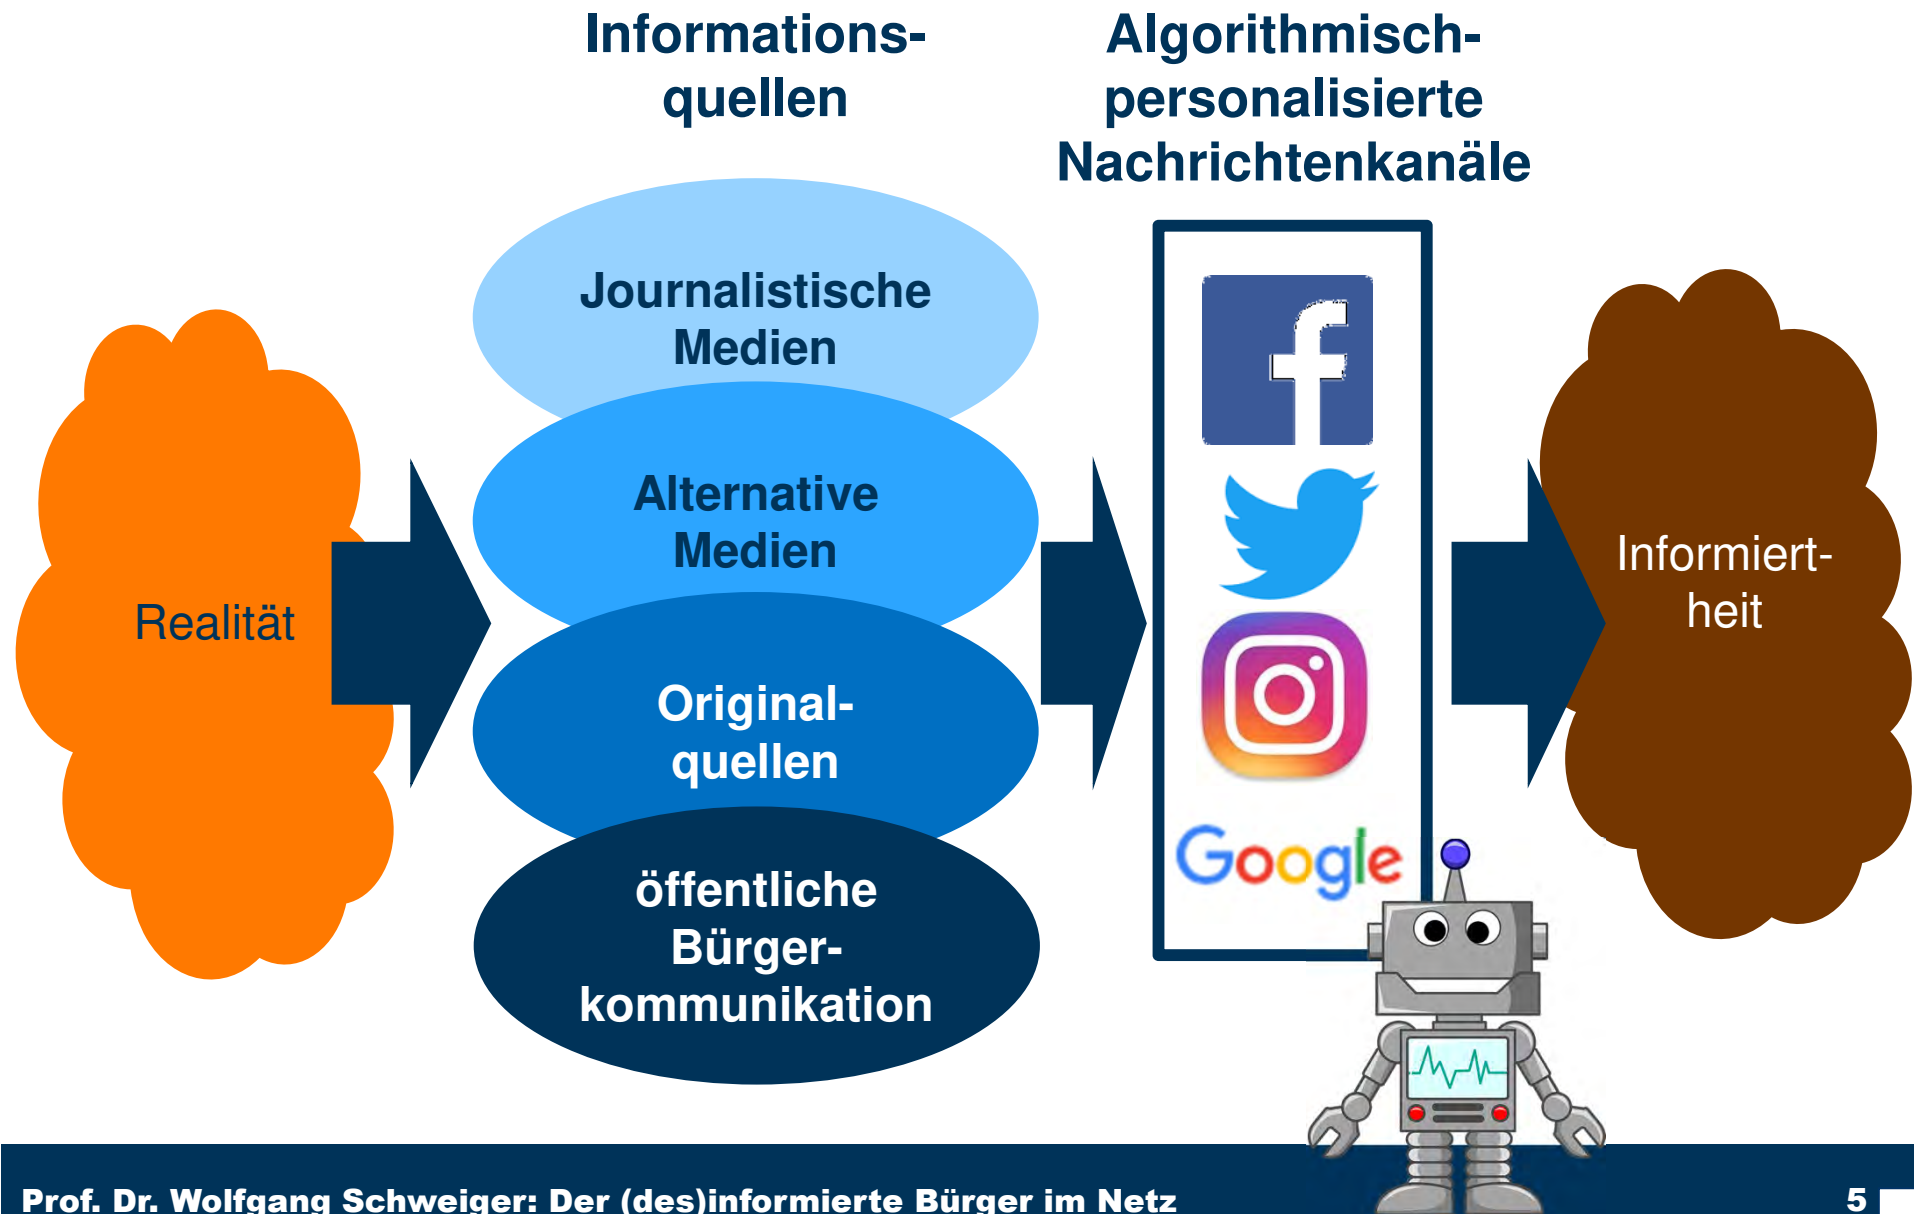 Informations-
quellen
Algorithmisch-
personalisierte
Nachrichtenkanäle
Realität
Journalistische
Medien
Alternative
Medien
Original-
quellen
öffentliche
Bürger-
kommunikation
f
Google
Informiert-
heit
Prof. Dr. Wolfgang Schweiger: Der (des)informierte Bürger im Netz
5